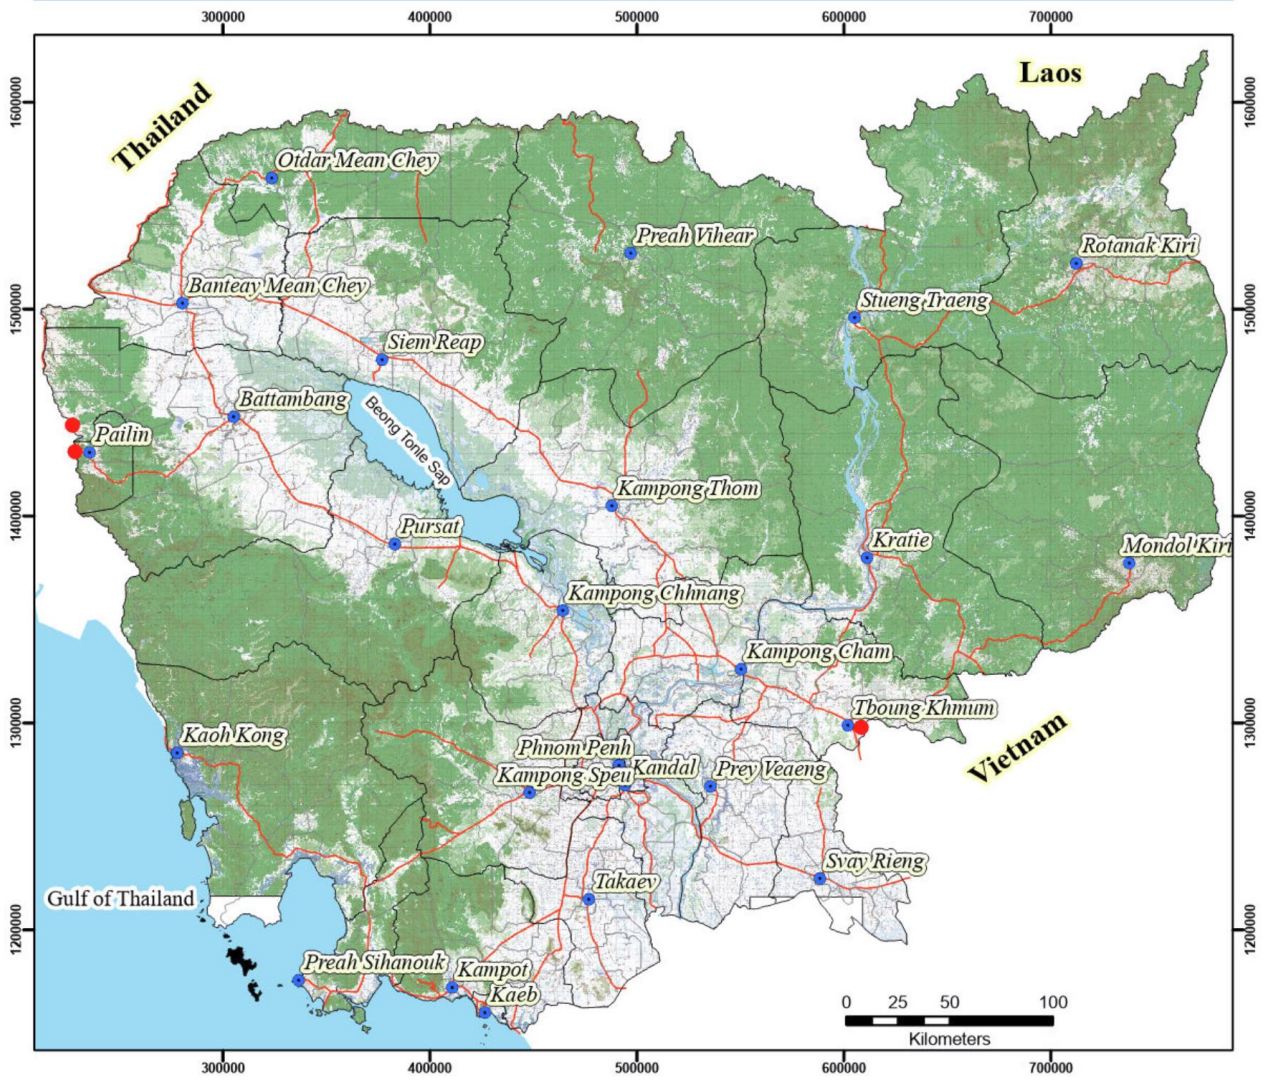 300000 400000 500000 600000 700000
Laos
1600000 1600000
Thailand
Otdar Mean Chey
Preah Vihear
Rotanak Kiri
Banteay Mean Chey
Stueng Traeng
1500000 1500000
Siem Reap
Battambang
Beong Tonle Sap
Pailin
Kampong Thom
1400000 1400000
Pursat
Kratie
Mondol Kiri
Kampong Chhnang
Kampong Cham
Tboung Khmum
1300000 1300000
Kaoh Kong
Vietnam
Phnom Penh
Kampong Speu
Kandal
Prey Veaeng
Svay Rieng
Takaev
Gulf of Thailand
1200000 1200000
Preah Sihanouk
Kampot
Kaeb
0 25 50 100
Kilometers
300000 400000 500000 600000 700000